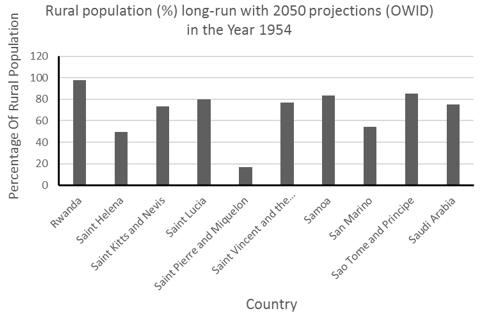 Rural population (%) long-run with 2050 projections (OWID)
in the Year 1954
Percentage Of Rural Population
120
100
80
60
40
20
0
Rwanda
Saint Helena
Saint Kitts and Nevis
Saint Lucia
Saint Pierre and Miquelon
Saint Vincent and the...
Samoa
San Marino
Sao Tome and Principe
Saudi Arabia
Country